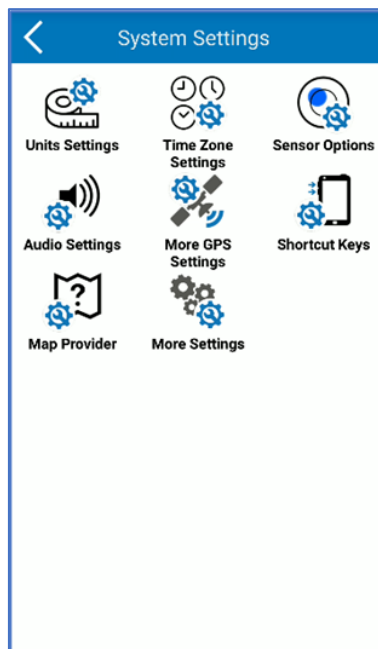 System Settings
Units Settings
Time Zone
Settings
Sensor Options
Audio Settings
More GPS
Settings
Shortcut Keys
?
Map Provider
More Settings